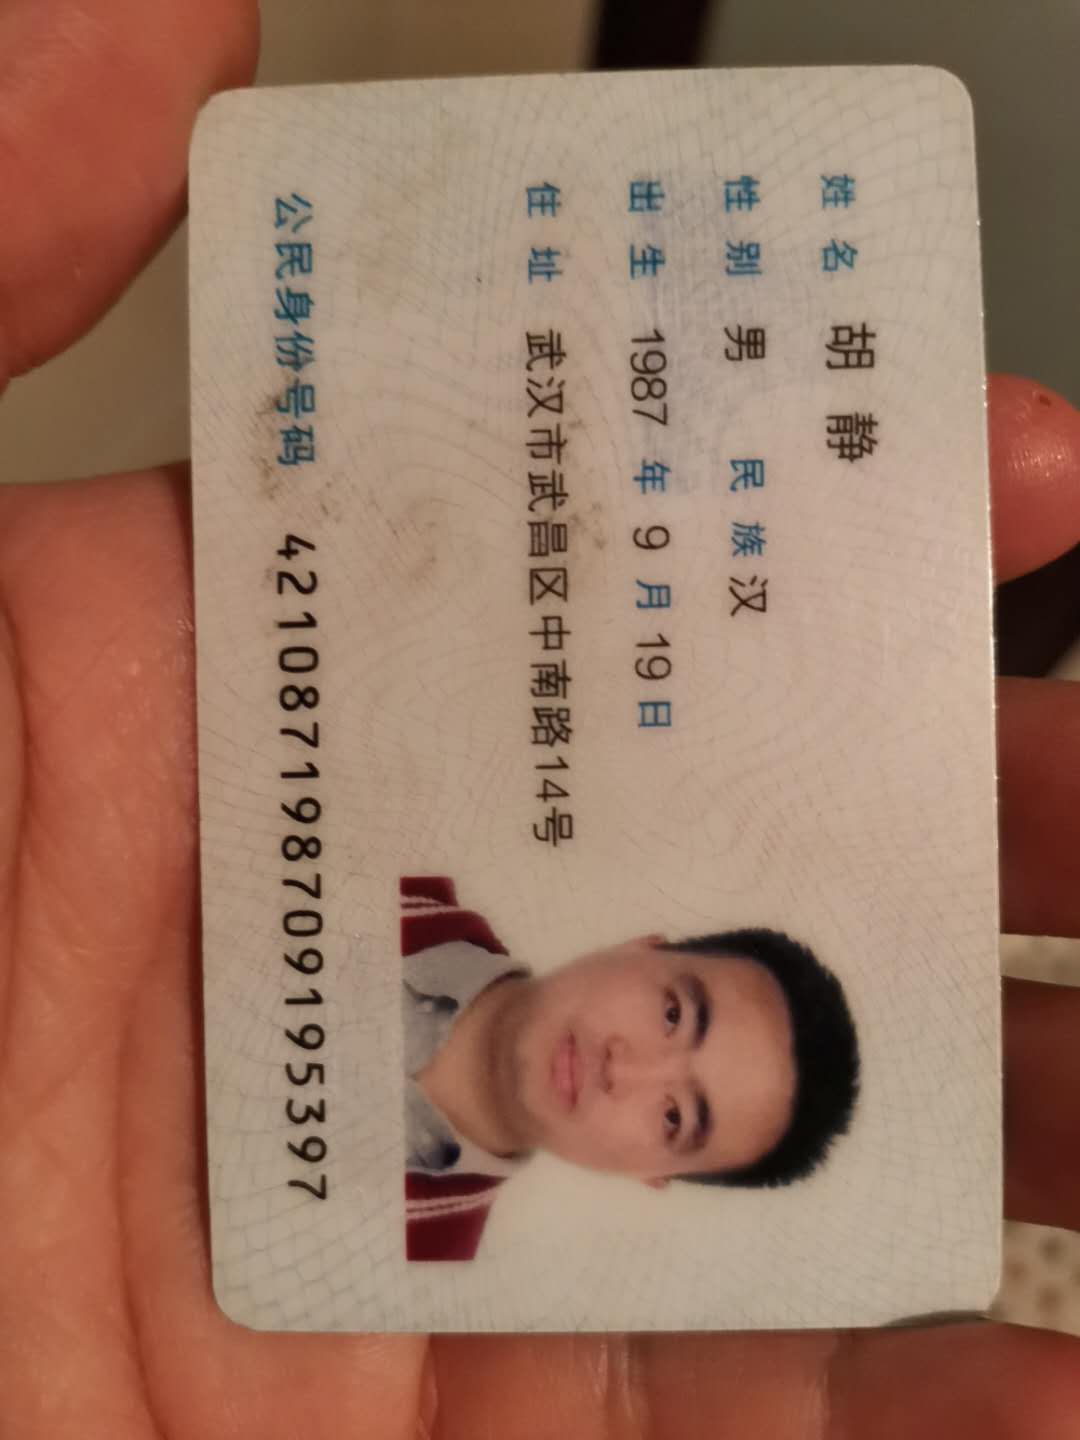 姓名 胡静
性别 男 民族 汉
出生 1987 年 9 月 19 日
住址 武汉市武昌区中南路14号
公民身份号码 421087198709195397